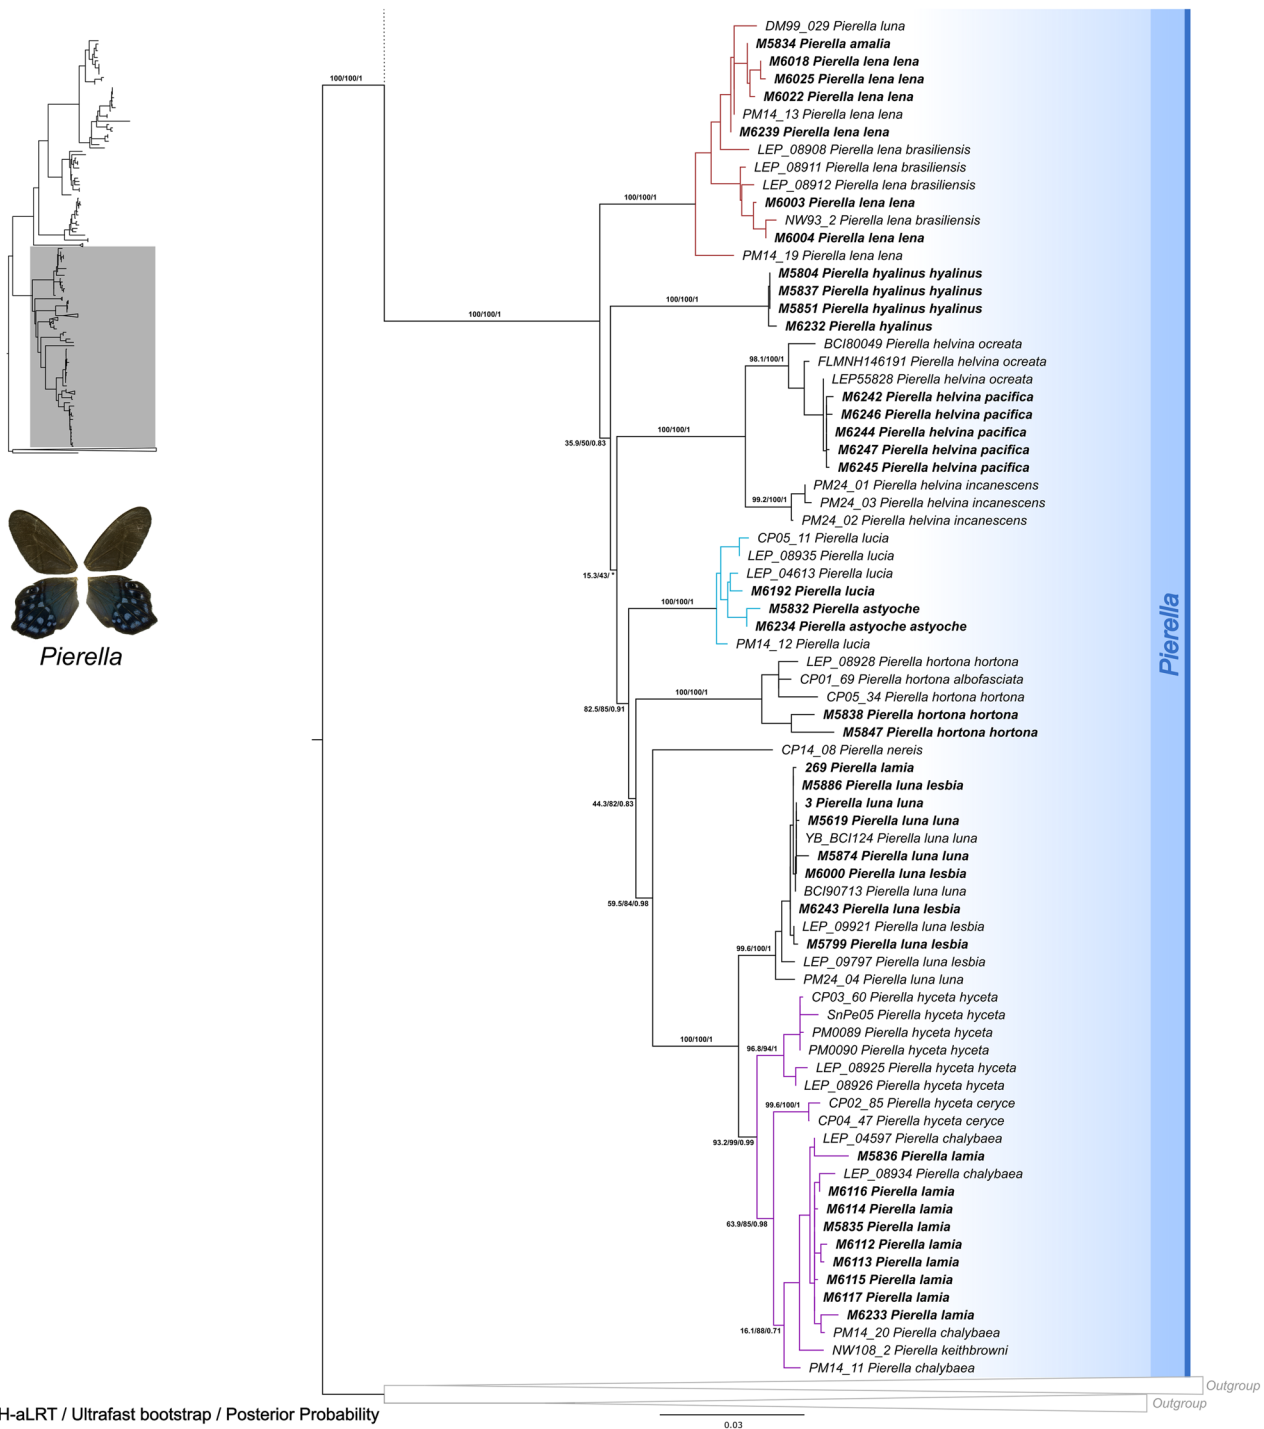 DM99_029 Pierella luna
M5834 Pierella amalia
M6018 Pierella lena lena
100/100/1
M6025 Pierella lena lena
M6022 Pierella lena lena
PM14_13 Pierella lena lena
M6239 Pierella lena lena
LEP_08908 Pierella lena brasiliensis
LEP_08911 Pierella lena brasiliensis
LEP_08912 Pierella lena brasiliensis
100/100/1
M6003 Pierella lena lena
NW93_2 Pierella lena brasiliensis
M6004 Pierella lena lena
PM14_19 Pierella lena lena
M5804 Pierella hyalinus hyalinus
M5837 Pierella hyalinus hyalinus
100/100/1
M5851 Pierella hyalinus hyalinus
100/100/1
M6232 Pierella hyalinus
BCI80049 Pierella helvina ocreata
98.1/100/1
FLMNH146191 Pierella helvina ocreata
LEP55828 Pierella helvina ocreata
M6242 Pierella helvina pacifica
M6246 Pierella helvina pacifica
100/100/1
M6244 Pierella helvina pacifica
35.9/50/0.83
M6247 Pierella helvina pacifica
M6245 Pierella helvina pacifica
PM24_01 Pierella helvina incanescens
99.2/100/1
PM24_03 Pierella helvina incanescens
PM24_02 Pierella helvina incanescens
CP05_11 Pierella lucia
LEP_08935 Pierella lucia
15.3/43/ *
LEP_04613 Pierella lucia
M6192 Pierella lucia
100/100/1
M5832 Pierella astyoche
M6234 Pierella astyoche astyoche
PM14_12 Pierella lucia
Pierella
Pierella
LEP_08928 Pierella hortona hortona
CP01_69 Pierella hortona albofasciata
100/100/1
CP05_34 Pierella hortona hortona
82.5/85/0.91
M5838 Pierella hortona hortona
M5847 Pierella hortona hortona
CP14_08 Pierella nereis
269 Pierella lamia
M5886 Pierella luna lesbia
44.3/82/0.83
3 Pierella luna luna
M5619 Pierella luna luna
YB_BCI124 Pierella luna luna
M5874 Pierella luna luna
M6000 Pierella luna lesbia
BCI90713 Pierella luna luna
59.5/84/0.98
M6243 Pierella luna lesbia
LEP_09921 Pierella luna lesbia
99.6/100/1
M5799 Pierella luna lesbia
LEP_09797 Pierella luna lesbia
PM24_04 Pierella luna luna
CP03_60 Pierella hyceta hyceta
SnPe05 Pierella hyceta hyceta
100/100/1
PM0089 Pierella hyceta hyceta
96.8/94/1
PM0090 Pierella hyceta hyceta
LEP_08925 Pierella hyceta hyceta
LEP_08926 Pierella hyceta hyceta
99.6/100/1
CP02_85 Pierella hyceta ceryce
CP04_47 Pierella hyceta ceryce
93.2/99/0.99
LEP_04597 Pierella chalybaea
M5836 Pierella lamia
LEP_08934 Pierella chalybaea
M6116 Pierella lamia
M6114 Pierella lamia
63.9/85/0.98
M5835 Pierella lamia
M6112 Pierella lamia
M6113 Pierella lamia
M6115 Pierella lamia
M6117 Pierella lamia
M6233 Pierella lamia
16.1/88/0.71
PM14_20 Pierella chalybaea
NW108_2 Pierella keithbrowni
PM14_11 Pierella chalybaea
Outgroup
Outgroup
H-aLRT / Ultrafast bootstrap / Posterior Probability
0.03